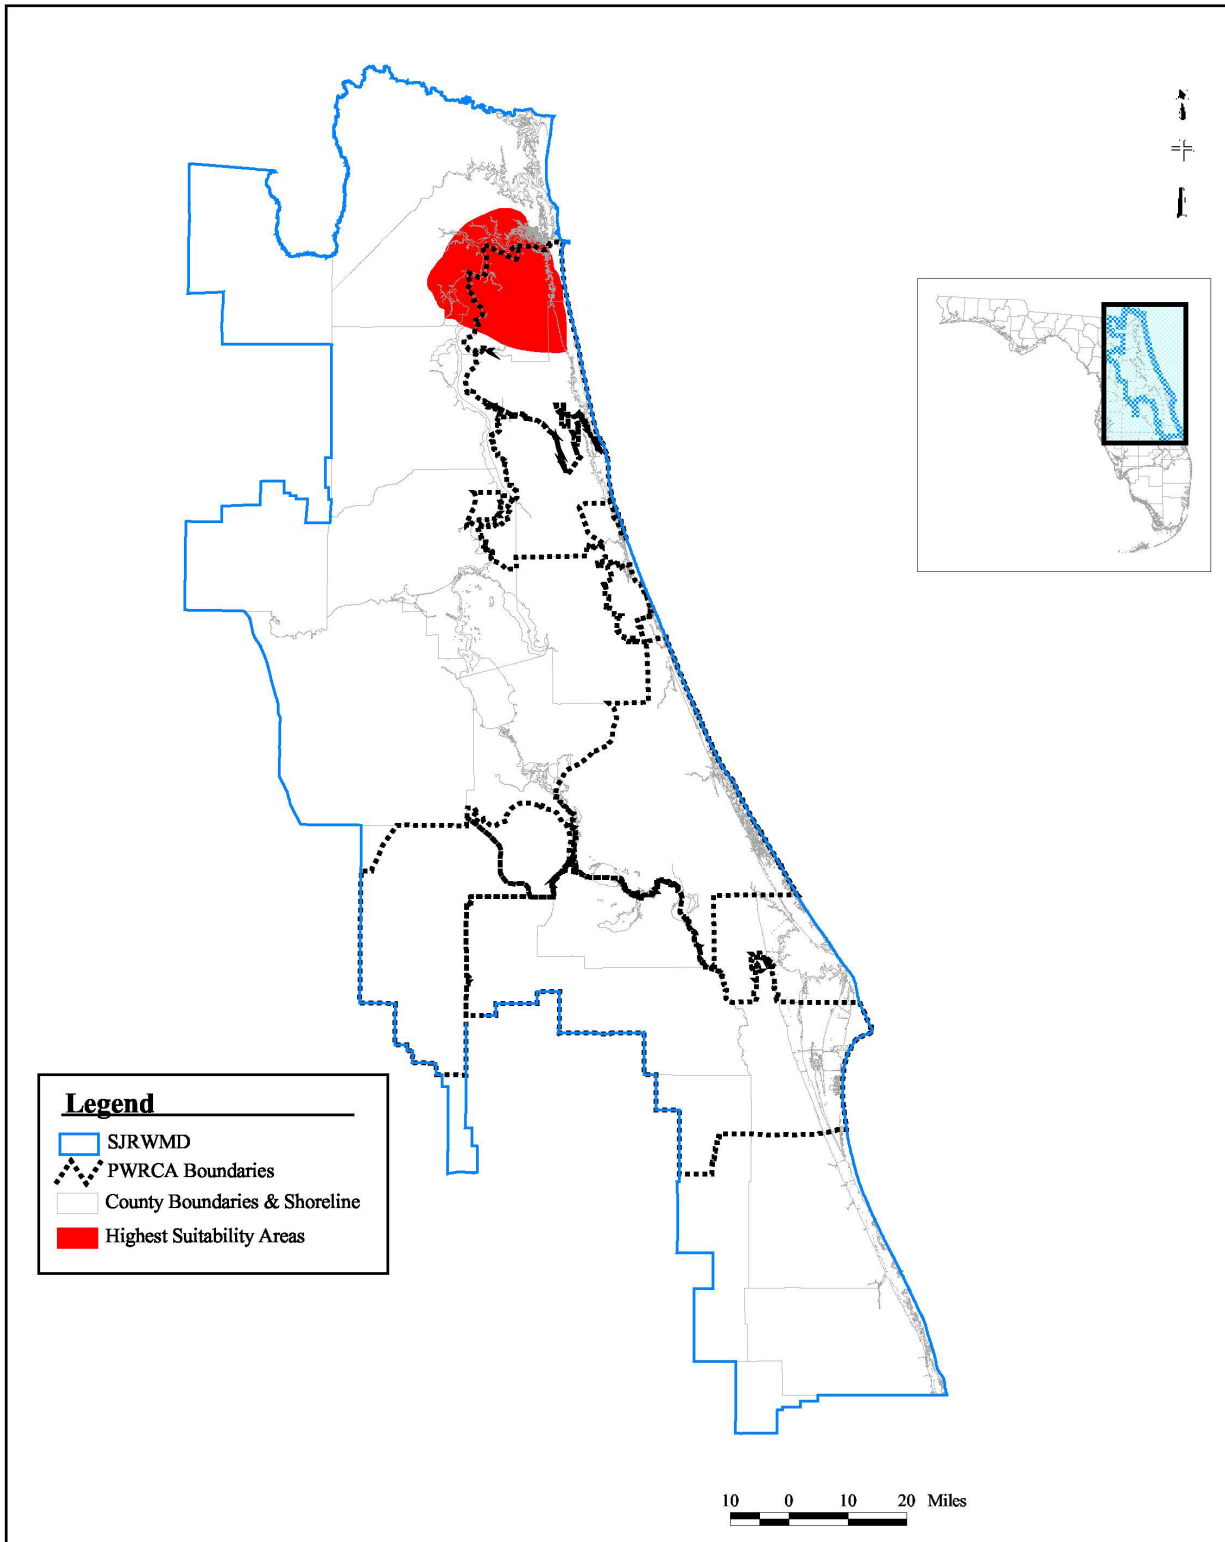 Legend
SJRWMD
PWRCA Boundaries
County Boundaries & Shoreline
Highest Suitability Areas
10 0 10 20 Miles